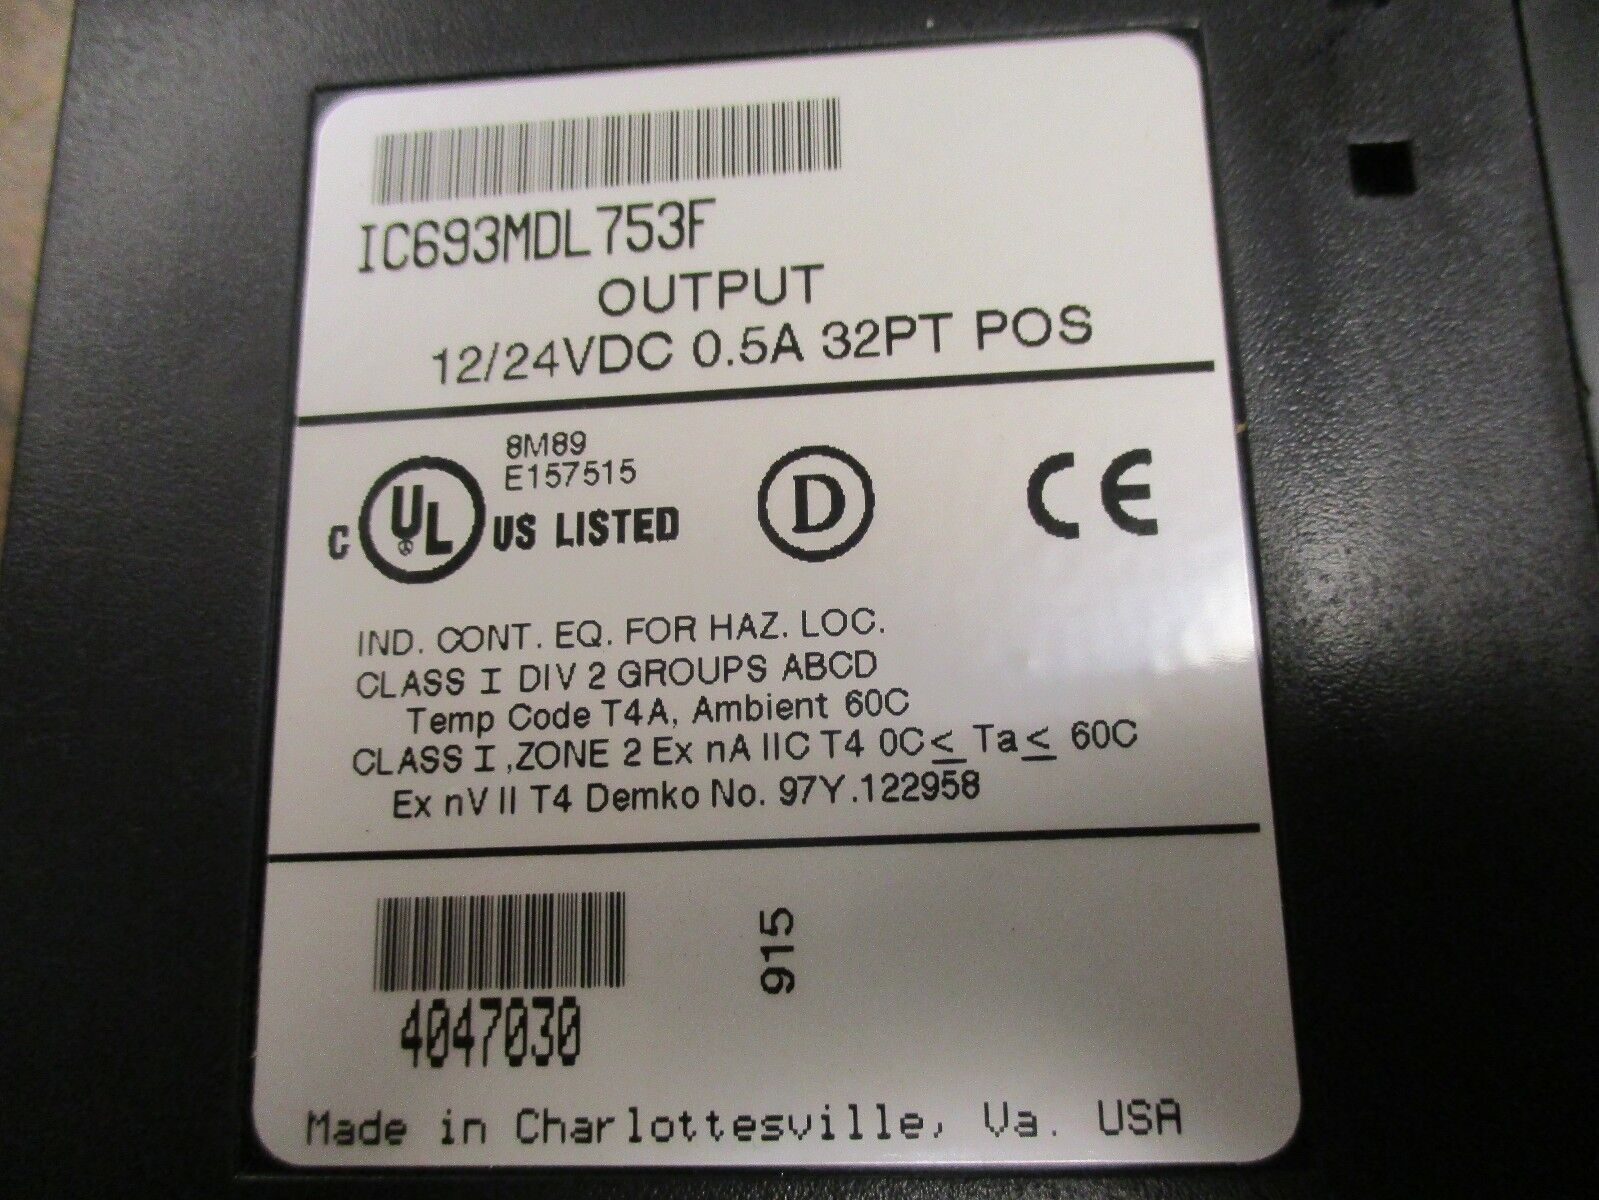 IC693MDL753F
OUTPUT
12/24VDC 0.5A 32PT POS
8M89
E157515
C UL US LISTED
D
CE
IND. CONT. EQ. FOR HAZ. LOC.
CLASS I DIV 2 GROUPS ABCD
Temp Code T4A, Ambient 60C
CLASS I ,ZONE 2 Ex nA IIC T4 0C≤ Ta≤ 60C
Ex nV II T4 Demko No. 97Y.122958
915
4047030
Made in Charlottesville, Va. USA